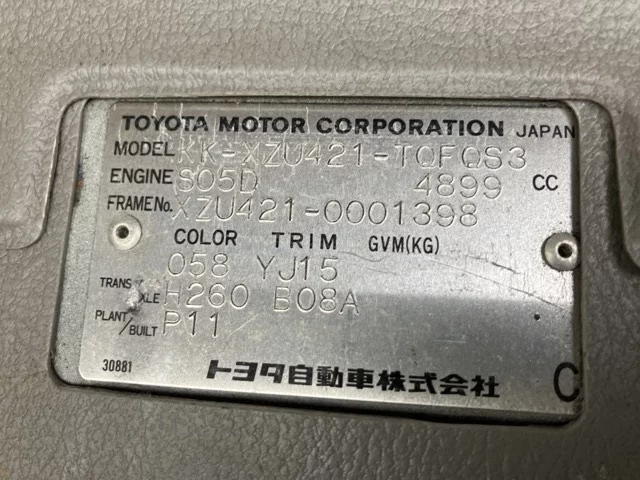 TOYOTA MOTOR CORPORATION JAPAN
MODEL KK-XZU421-TQFQS3
ENGINE S05D 4899 CC
FRAME No. XZU421-0001398
COLOR TRIM GVM(KG)
058 YJ15
TRANS/AXLE H260 B08A
PLANT/BUILT P11
30881 トヨタ自動車株式会社 C